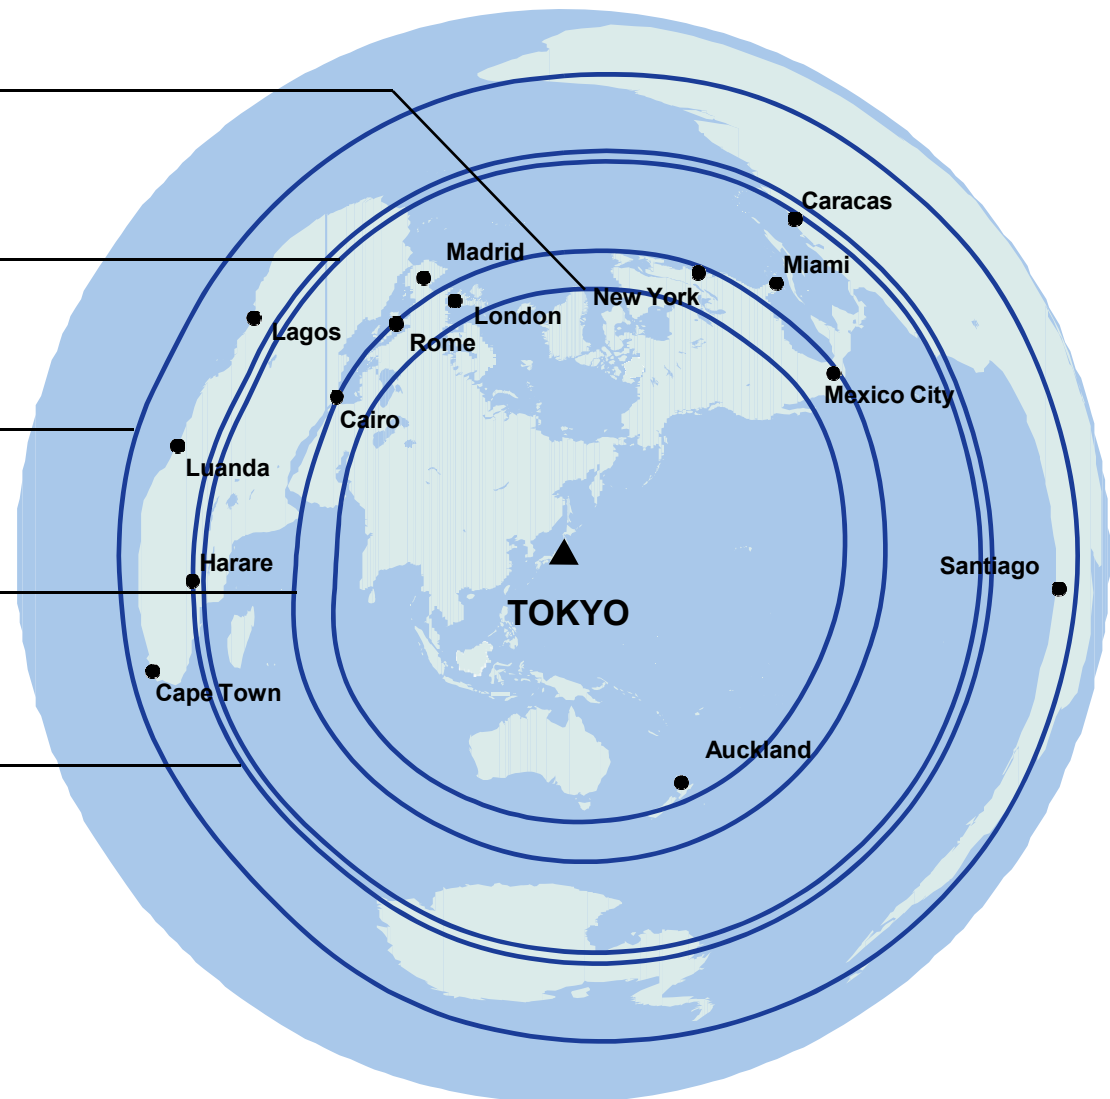 Caracas
Madrid
Miami
New York
London
Lagos
Rome
Mexico City
Cairo
Luanda
Harare
Santiago
TOKYO
Cape Town
Auckland